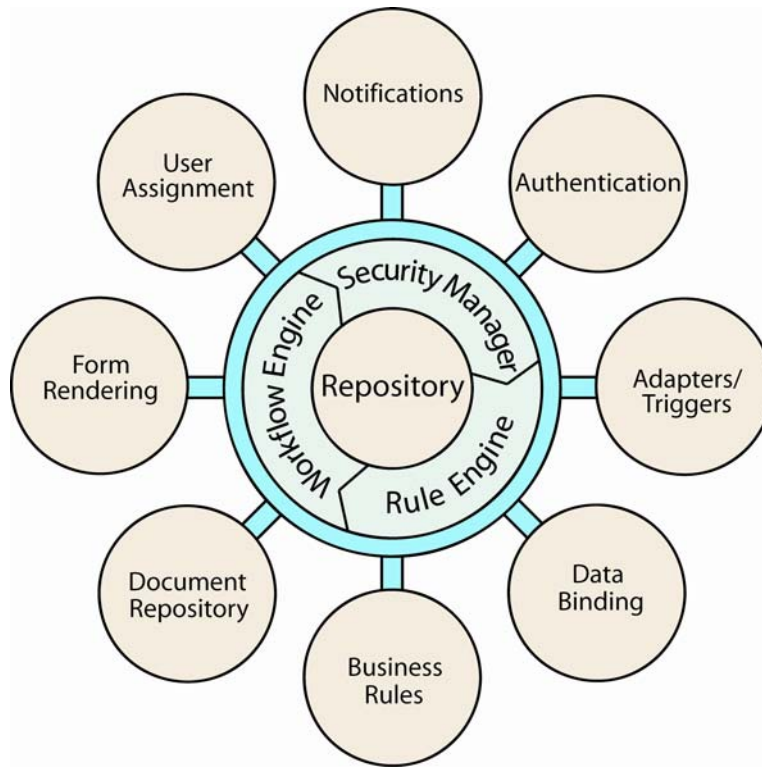 Notifications
User
Assignment
Authentication
Security Manager
Workflow Engine
Form
Rendering
Repository
Adapters/
Triggers
Rule Engine
Document
Repository
Data
Binding
Business
Rules